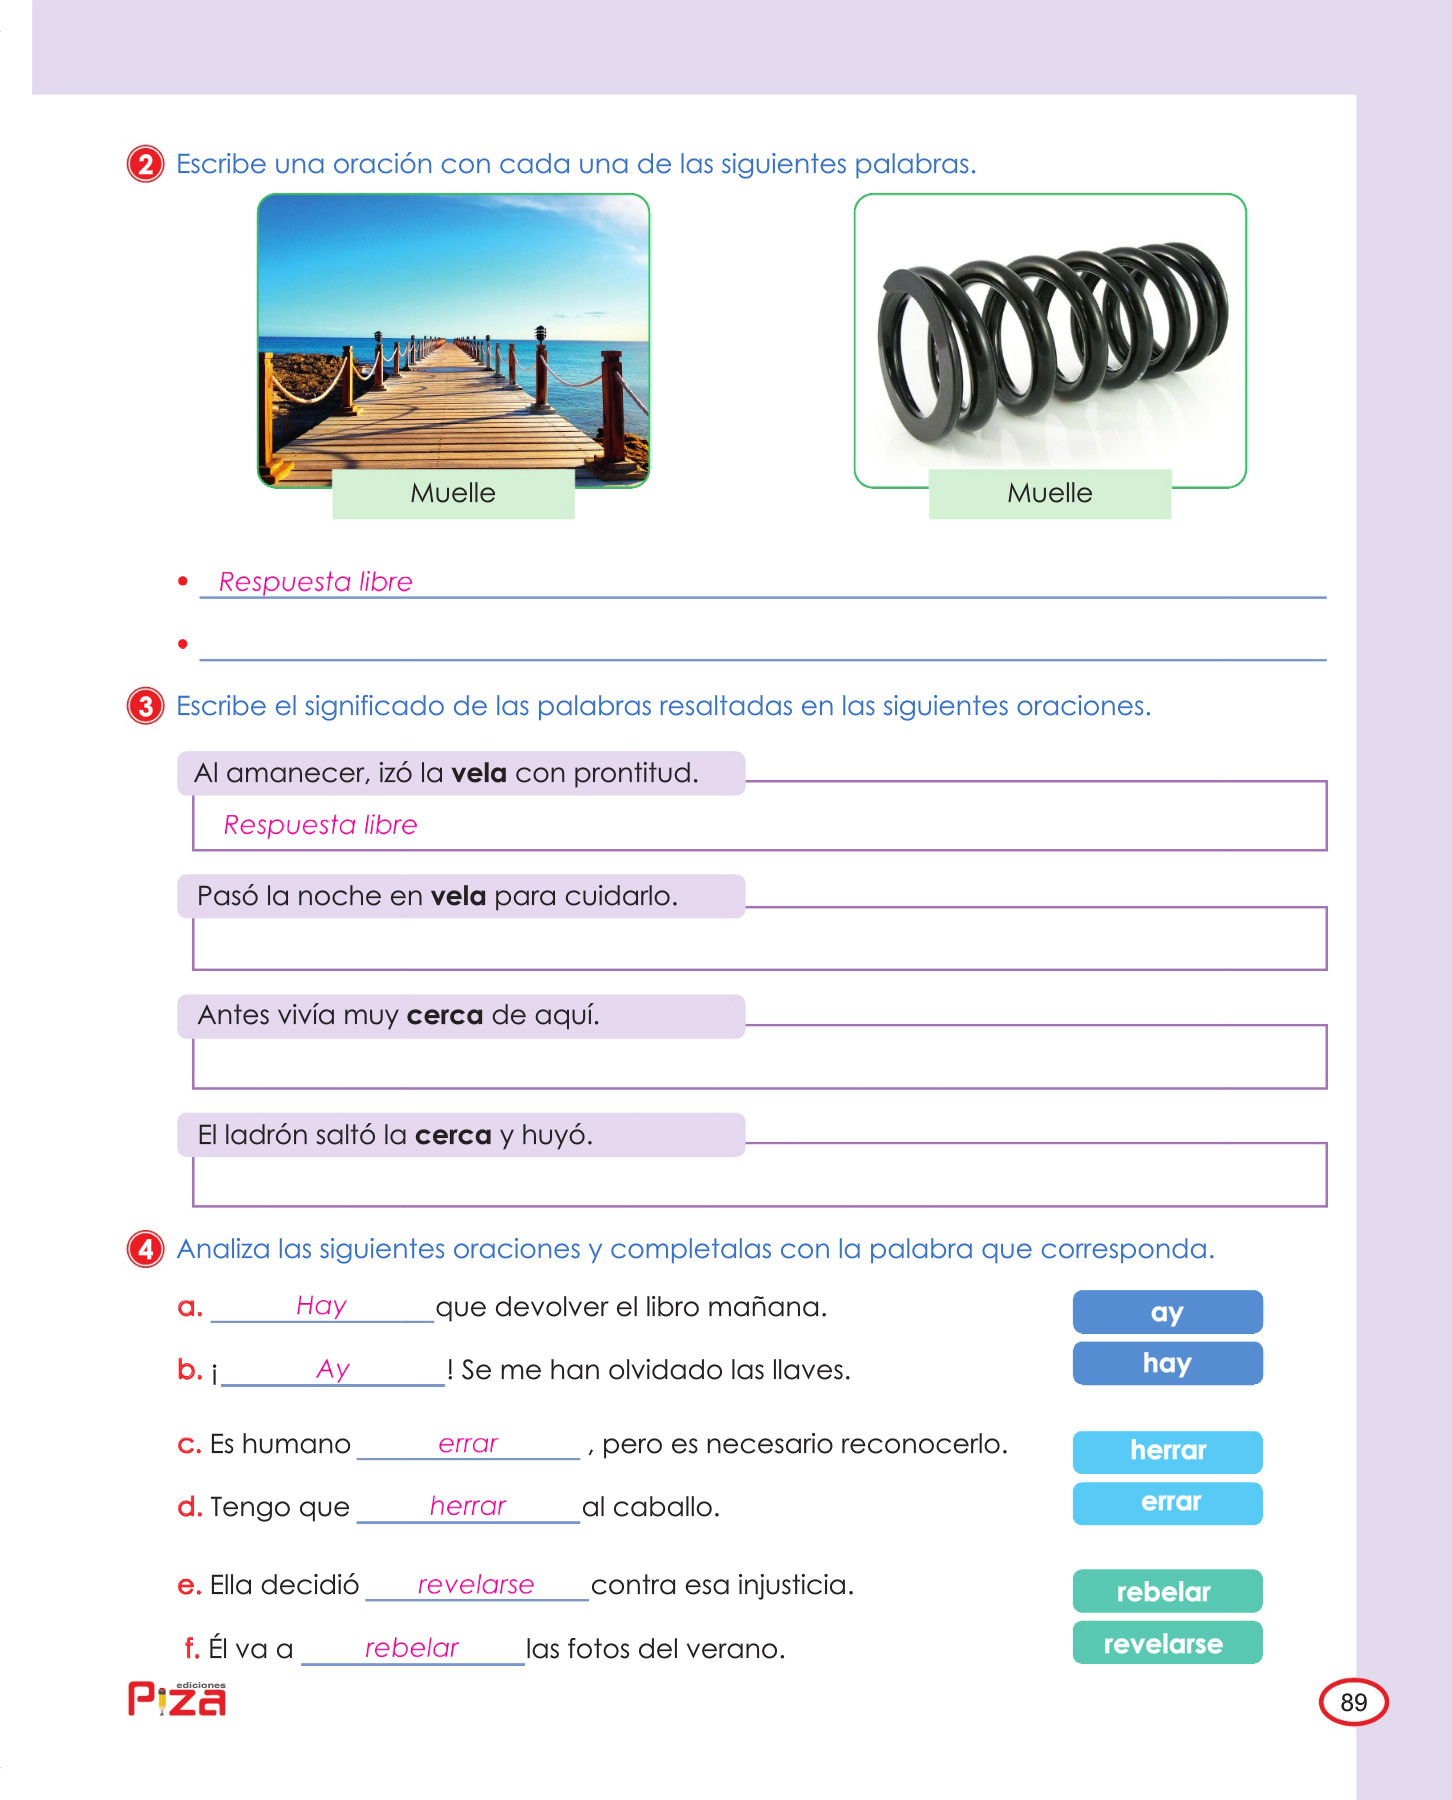 2 Escribe una oración con cada una de las siguientes palabras.
Muelle
Muelle
• Respuesta libre
•
3 Escribe el significado de las palabras resaltadas en las siguientes oraciones.
Al amanecer, izó la vela con prontitud.
Respuesta libre
Pasó la noche en vela para cuidarlo.
Antes vivía muy cerca de aquí.
El ladrón saltó la cerca y huyó.
4 Analiza las siguientes oraciones y completalas con la palabra que corresponda.
a. Hay que devolver el libro mañana.
ay
b. ¡ Ay ! Se me han olvidado las llaves.
hay
c. Es humano errar , pero es necesario reconocerlo.
herrar
d. Tengo que herrar al caballo.
errar
e. Ella decidió revelarse contra esa injusticia.
rebelar
f. Él va a rebelar las fotos del verano.
revelarse
ediciones
Piza
89